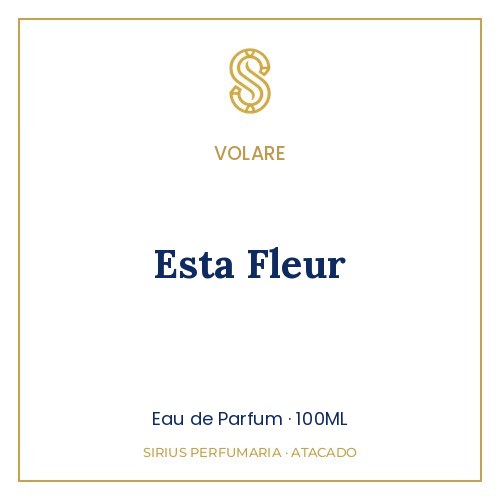 VOLARE
Esta Fleur
Eau de Parfum · 100ML
SIRIUS PERFUMARIA · ATACADO